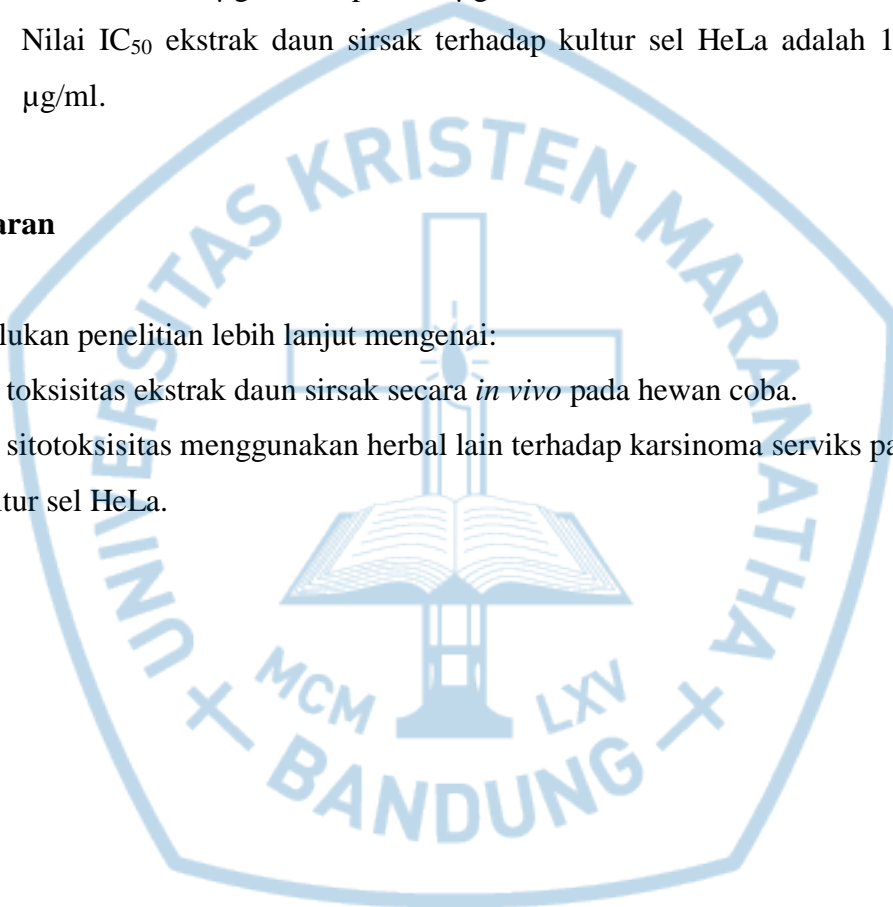 Nilai IC50 ekstrak daun sirsak terhadap kultur sel HeLa adalah 1
µg/ml.
aran
lukan penelitian lebih lanjut mengenai:
toksisitas ekstrak daun sirsak secara in vivo pada hewan coba.
sitotoksisitas menggunakan herbal lain terhadap karsinoma serviks pa
tur sel HeLa.
UNIVERSITAS KRISTEN MARANATHA
MCM LXV
BANDUNG